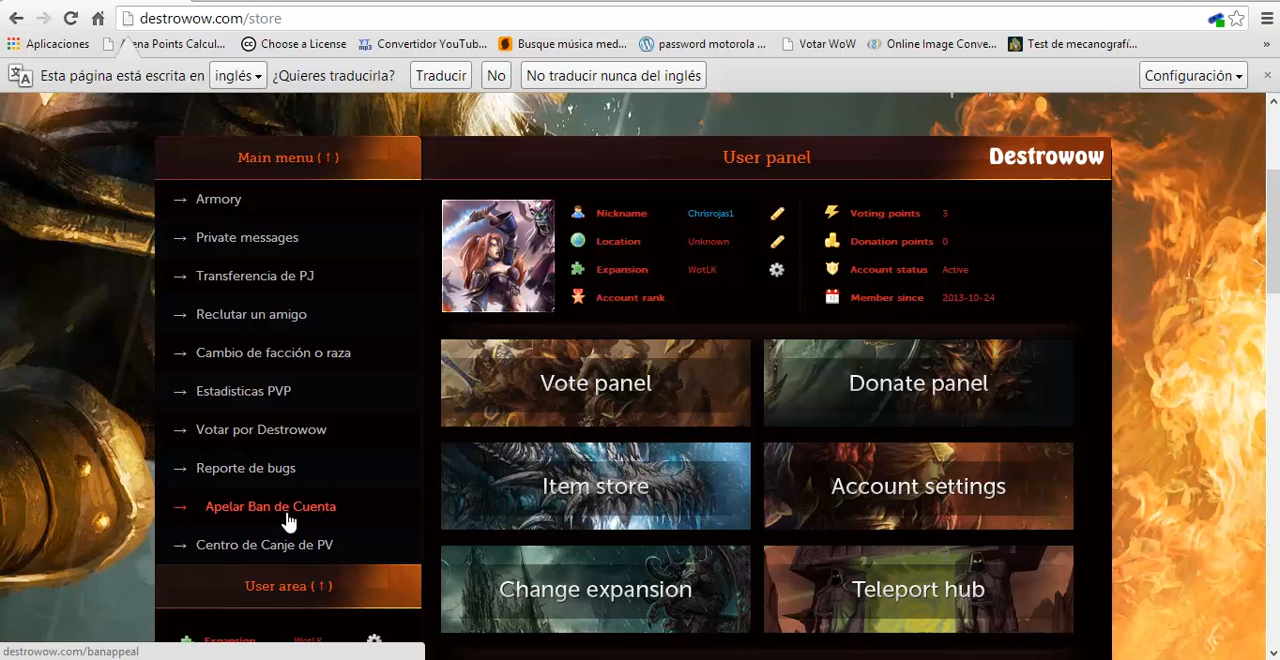 destrowow.com/store
Aplicaciones
ena Points Calcul...
Choose a License
Convertidor YouTub...
Busque música med...
password motorola ...
Votar WoW
Online Image Conve...
Test de mecanografí...
»
Esta página está escrita en
inglés
¿Quieres traducirla?
Traducir
No
No traducir nunca del inglés
Configuración
Main menu ( ↑ )
User panel
Destrowow
→ Armory
→ Private messages
→ Transferencia de PJ
→ Reclutar un amigo
→ Cambio de facción o raza
→ Estadisticas PVP
→ Votar por Destrowow
→ Reporte de bugs
→ Apelar Ban de Cuenta
→ Centro de Canje de PV
User area ( ↑ )
Expansion WotLK
Nickname Chrisrojas1
Location Unknown
Expansion WotLK
Account rank
Voting points 3
Donation points 0
Account status Active
Member since 2013-10-24
Vote panel
Donate panel
Item store
Account settings
Change expansion
Teleport hub
destrowow.com/banappeal